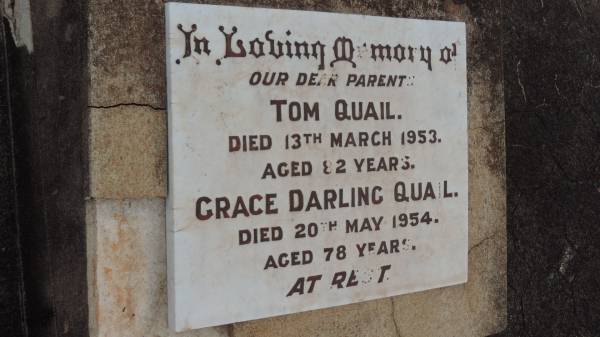 In Loving Memory of
OUR DEAR PARENTS
TOM QUAIL.
DIED 13TH MARCH 1953.
AGED 82 YEARS.
GRACE DARLING QUAIL.
DIED 20TH MAY 1954.
AGED 78 YEARS.
AT REST